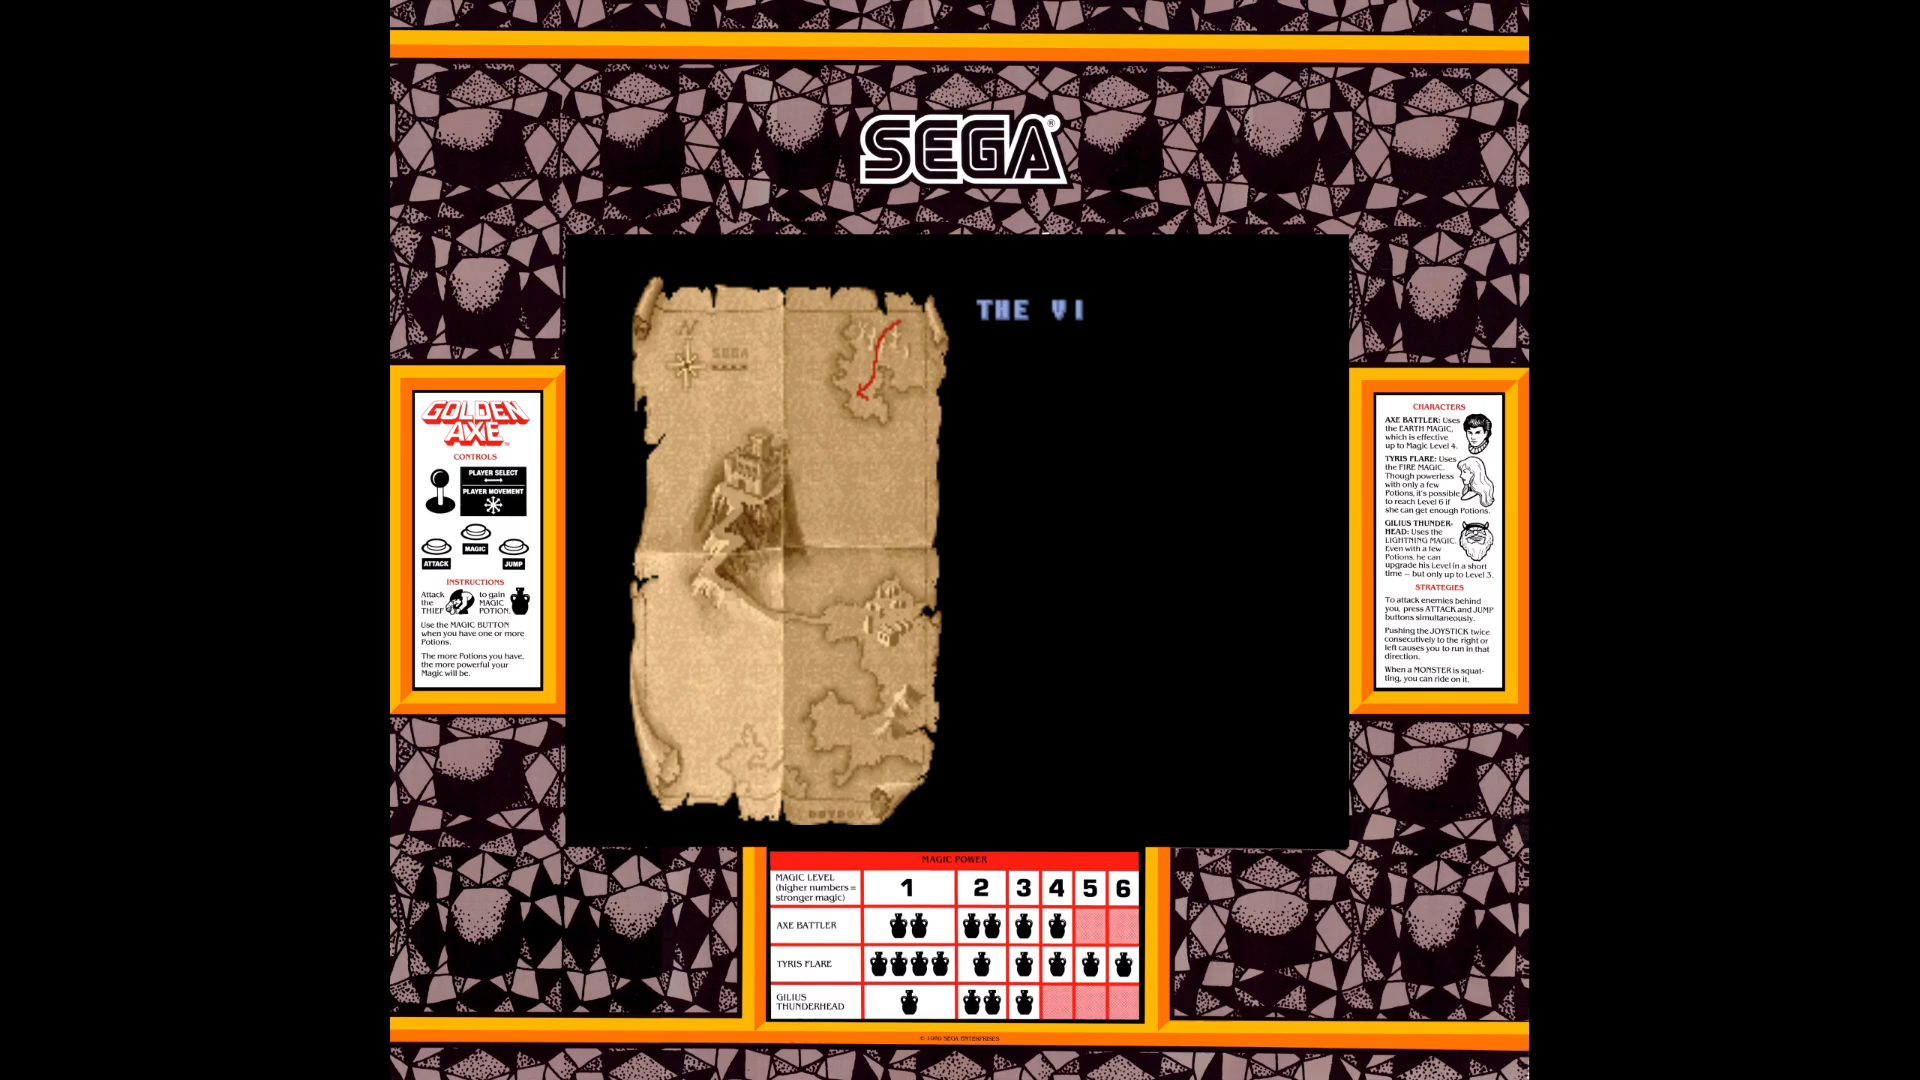 SEGA®
N
SEGA
THE VI
GOLDEN
AXE™
CONTROLS
PLAYER SELECT
PLAYER MOVEMENT
MAGIC
ATTACK
JUMP
INSTRUCTIONS
Attack
the
THIEF
to gain
MAGIC
POTION.
Use the MAGIC BUTTON
when you have one or more
Potions.
The more Potions you have,
the more powerful your
Magic will be.
CHARACTERS
AXE BATTLER: Uses
the EARTH MAGIC,
which is effective
up to Magic Level 4.
TYRIS FLARE: Uses
the FIRE MAGIC.
Though powerless
with only a few
Potions, it's possible
to reach Level 6 if
she can get enough Potions.
GILIUS THUNDER-
HEAD: Uses the
LIGHTNING MAGIC.
Even with a few
Potions, he can
upgrade his Level in a short
time – but only up to Level 3.
STRATEGIES
To attack enemies behind
you, press ATTACK and JUMP
buttons simultaneously.
Pushing the JOYSTICK twice
consecutively to the right or
left causes you to run in that
direction.
When a MONSTER is squat-
ting, you can ride on it.
MAGIC POWER
MAGIC LEVEL
(higher numbers =
stronger magic)
1 2 3 4 5 6
AXE BATTLER
TYRIS FLARE
GILIUS
THUNDERHEAD